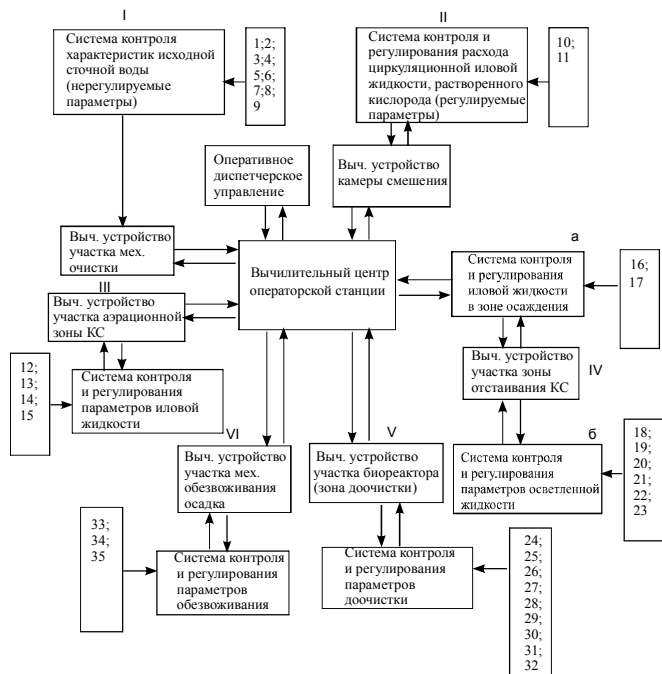 I
Система контроля
характеристик исходной
сточной воды
(нерегулируемые
параметры)
1;2;
3;4;
5;6;
7;8;
9
II
Система контроля и
регулирования расхода
циркуляционной иловой
жидкости, растворенного
кислорода (регулируемые
параметры)
10;
11
Оперативное
диспетчерское
управление
Выч. устройство
камеры смешения
Выч. устройство
участка мех.
очистки
Вычилительный центр
операторской станции
а
Система контроля
и регулирования
иловой жидкости
в зоне осаждения
16;
17
III
Выч. устройство
участка аэрационной
зоны КС
12;
13;
14;
15
Система контроля
и регулирования
параметров иловой
жидкости
Выч. устройство
участка зоны
отстаивания КС
IV
VI
Выч. устройство
участка мех.
обезвоживания
осадка
V
Выч. устройство
участка биореактора
(зона доочистки)
б
Система контроля
и регулирования
параметров осветленной
жидкости
18;
19;
20;
21;
22;
23
33;
34;
35
Система контроля
и регулирования
параметров
обезвоживания
Система контроля
и регулирования
параметров
доочистки
24;
25;
26;
27;
28;
29;
30;
31;
32